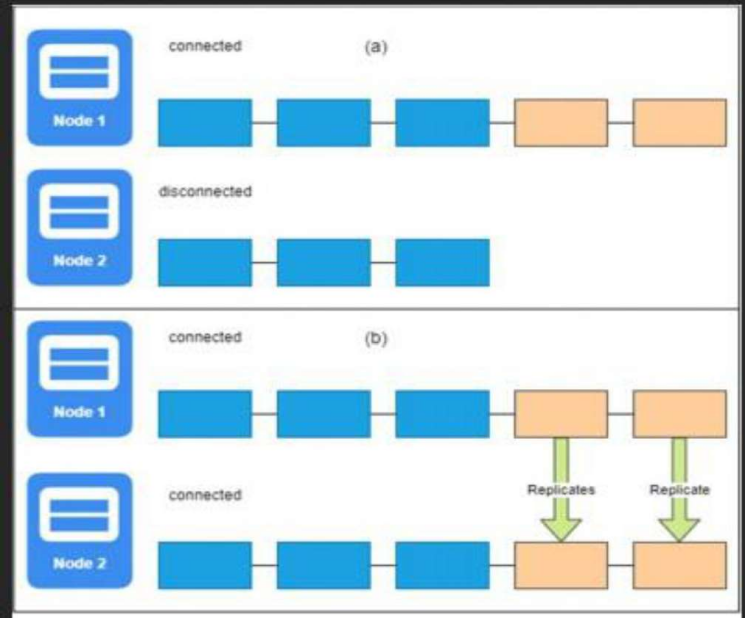 connected (a)
Node 1
disconnected
Node 2
connected (b)
Node 1
Replicates Replicate
connected
Node 2